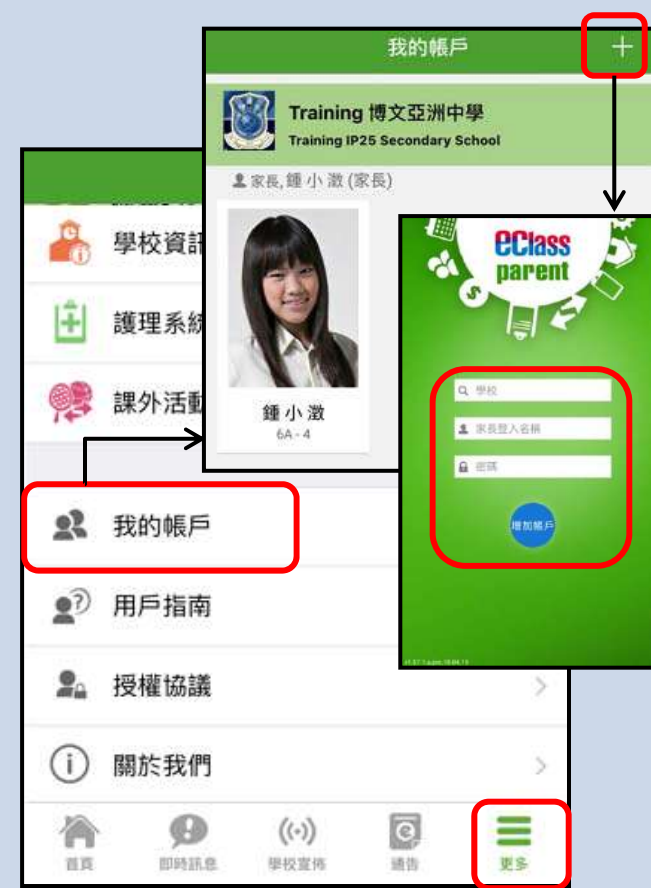 我的帳戶
Training 博文亞洲中學
Training IP25 Secondary School
家長, 鍾小澂 (家長)
鍾小澂
6A - 4
eClass
parent
學校
家長登入名稱
密碼
增加帳戶
學校資訊
護理系統
課外活動
我的帳戶
用戶指南
授權協議
關於我們
首頁
即時訊息
學校宣佈
通告
更多